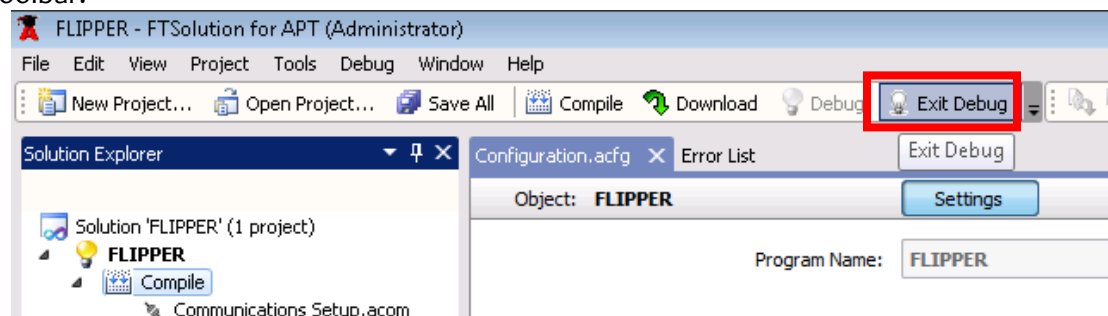 FLIPPER - FTSolution for APT (Administrator)
File Edit View Project Tools Debug Window Help
New Project... Open Project... Save All Compile Download Debug Exit Debug
Solution Explorer Configuration.acfg Error List Exit Debug
Object: FLIPPER Settings
Solution 'FLIPPER' (1 project)
FLIPPER
Program Name: FLIPPER
Compile
Communications Setup.acom